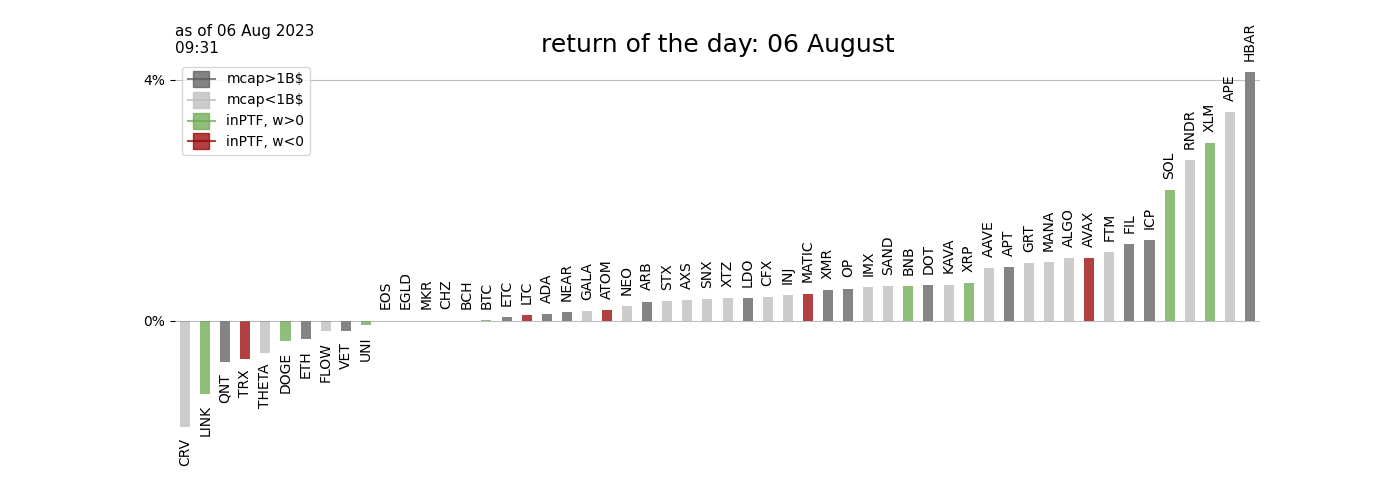 as of 06 Aug 2023
09:31
return of the day: 06 August
4%
0%
mcap>1B$
mcap<1B$
inPTF, w>0
inPTF, w<0
CRV
LINK
QNT
TRX
THETA
DOGE
ETH
FLOW
VET
UNI
EOS
EGLD
MKR
CHZ
BCH
BTC
ETC
LTC
ADA
NEAR
GALA
ATOM
NEO
ARB
STX
AXS
SNX
XTZ
LDO
CFX
INJ
MATIC
XMR
OP
IMX
SAND
BNB
DOT
KAVA
XRP
AAVE
APT
GRT
MANA
ALGO
AVAX
FTM
FIL
ICP
SOL
RNDR
XLM
APE
HBAR